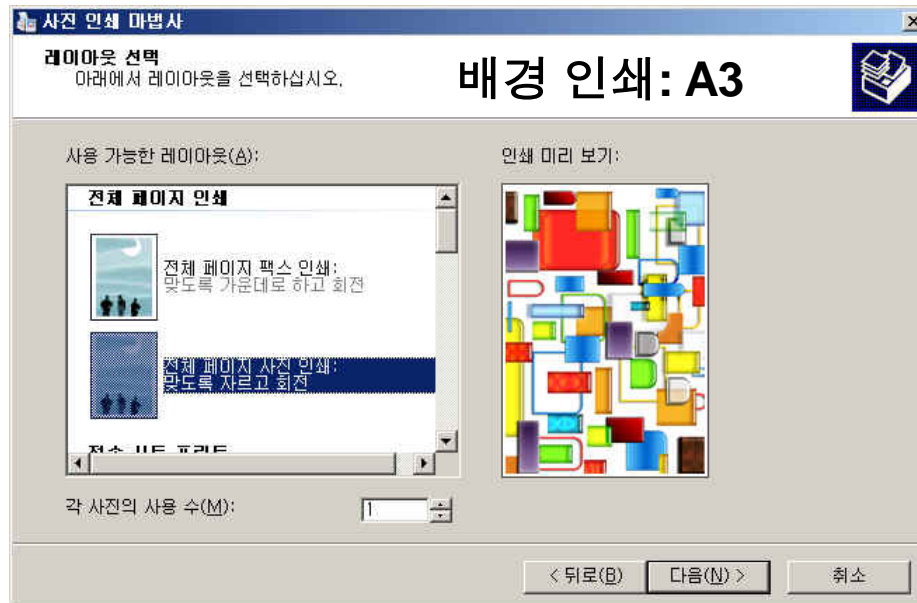 사진 인쇄 마법사
레이아웃 선택
아래에서 레이아웃을 선택하십시오.
배경 인쇄: A3
사용 가능한 레이아웃(A):
인쇄 미리 보기:
전체 페이지 인쇄
전체 페이지 팩스 인쇄:
맞도록 가운데로 하고 회전
전체 페이지 사진 인쇄:
맞도록 자르고 회전
각 사진의 사용 수(M):
1
< 뒤로(B)
다음(N) >
취소